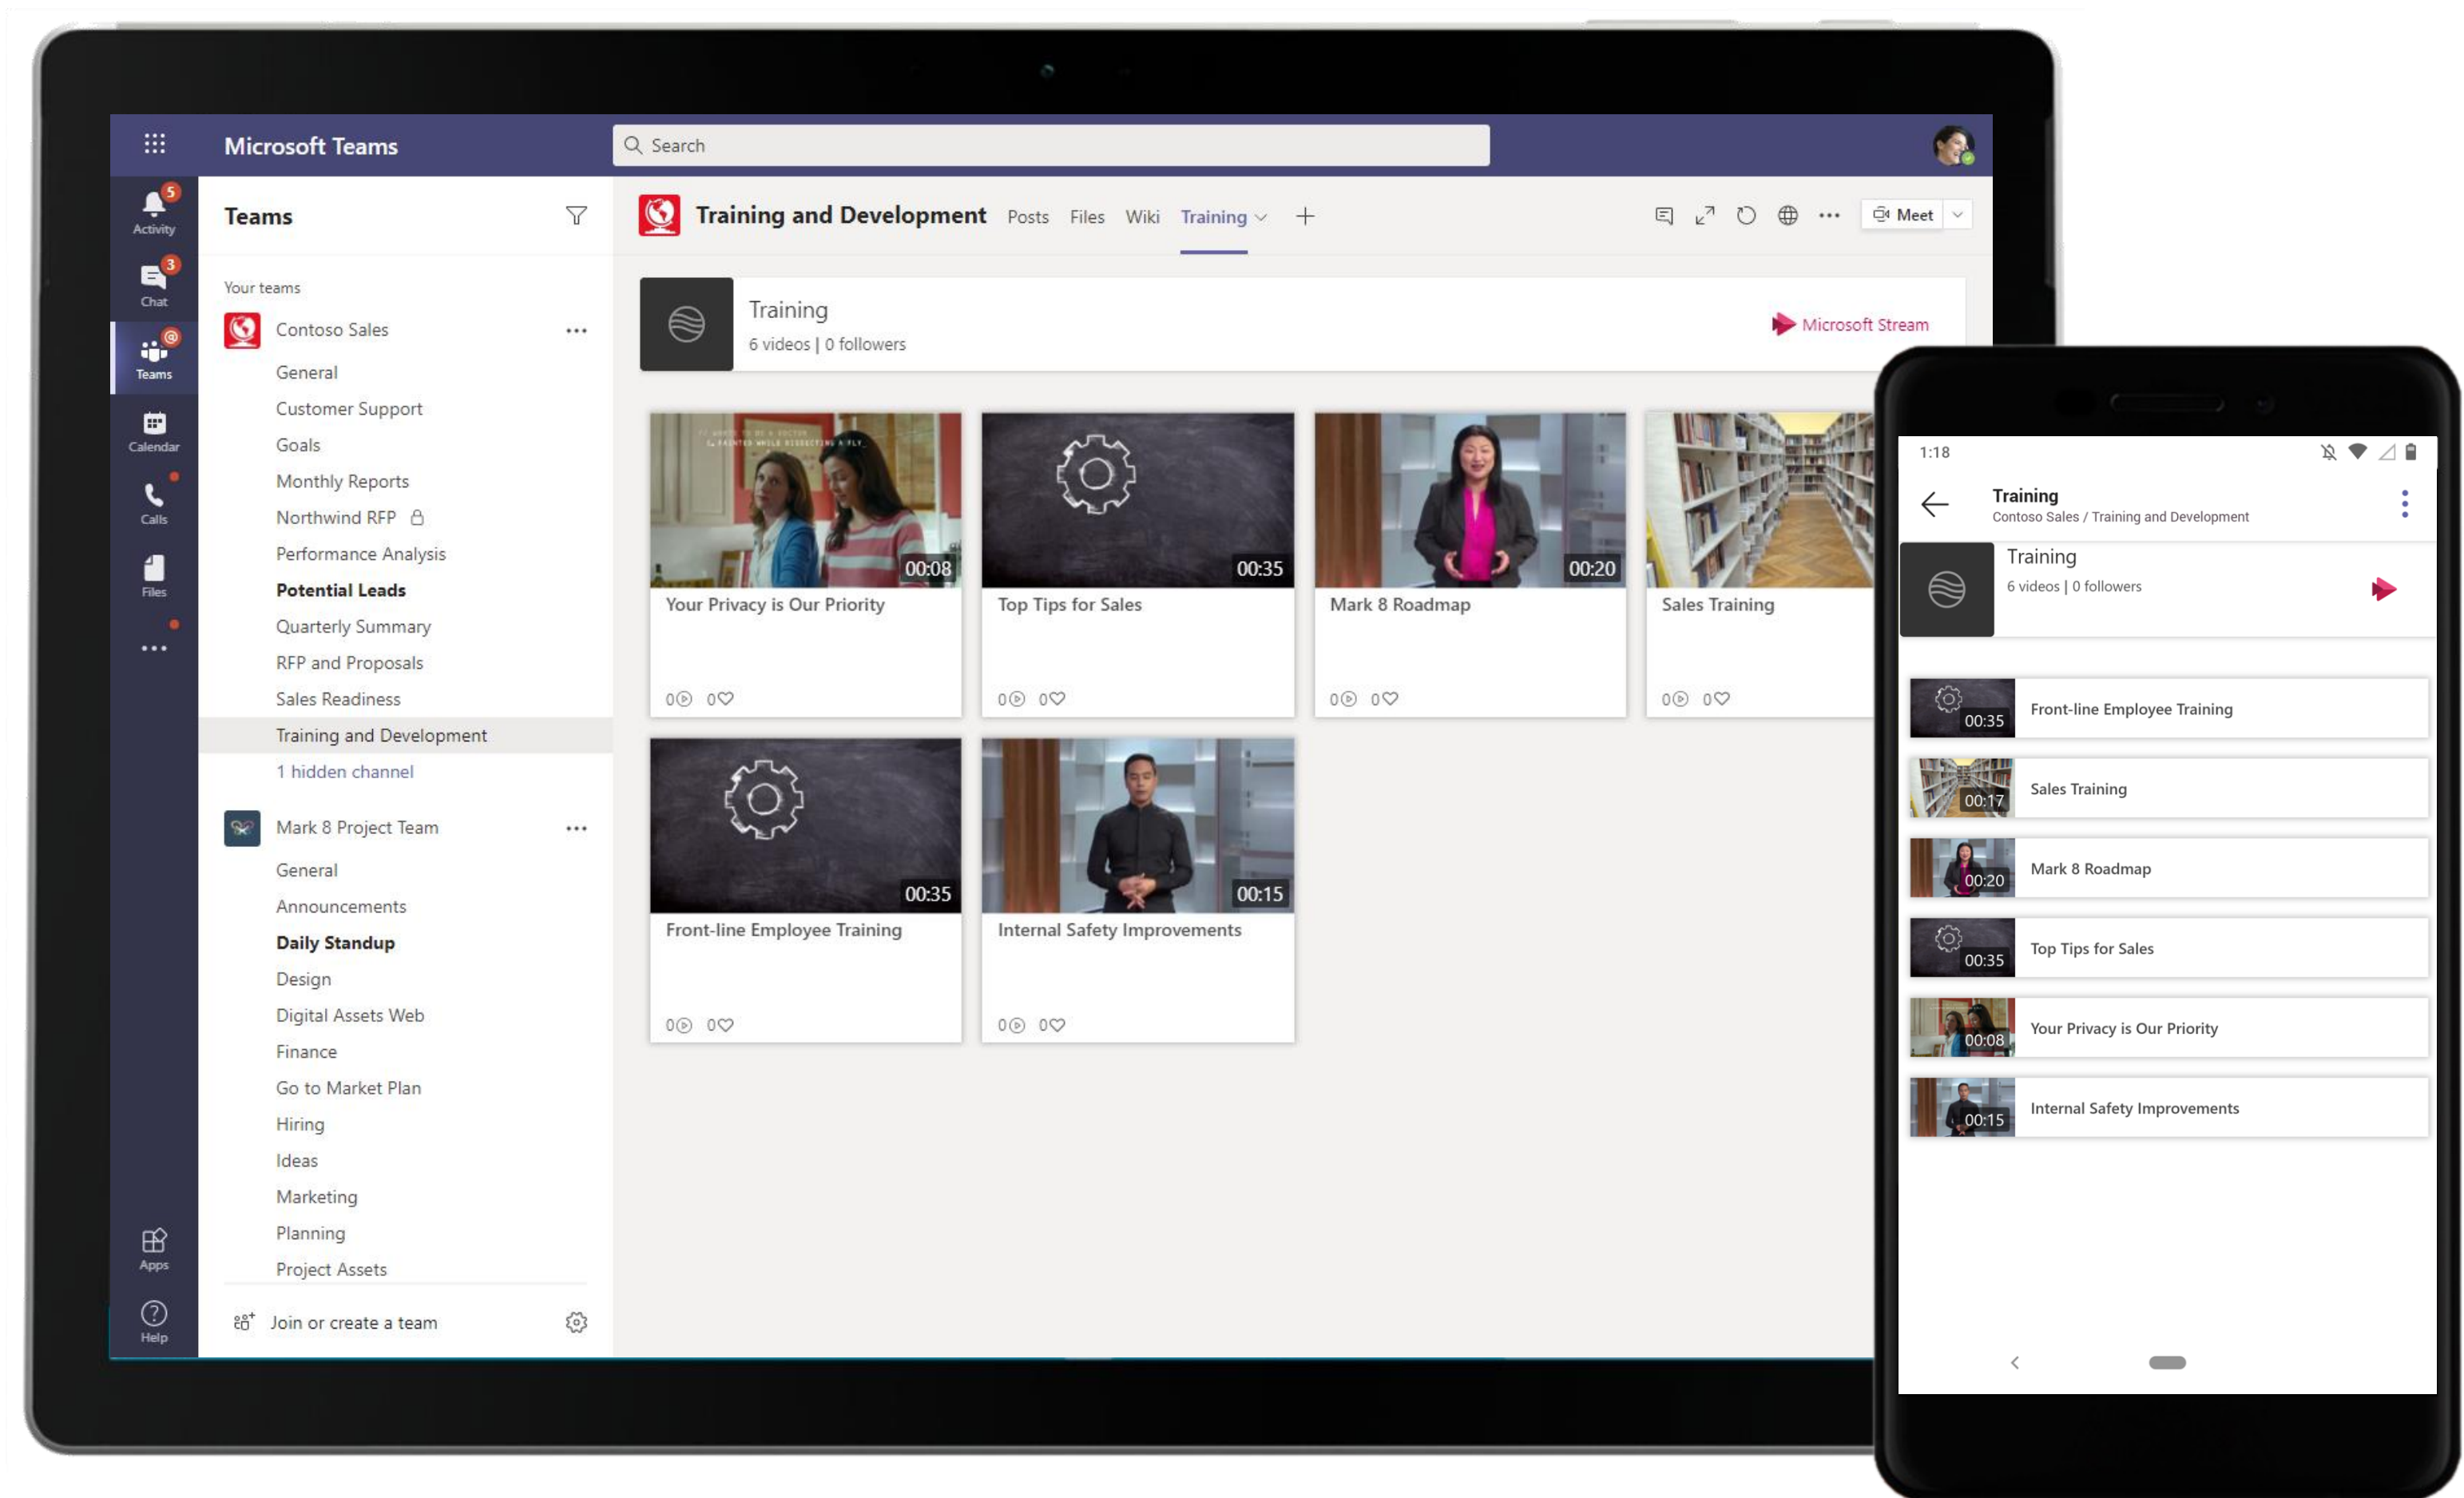 Microsoft Teams
Search
5
Activity
3
Chat
@
Teams
Calendar
Calls
Files
Apps
Help
Teams
Your teams
Contoso Sales
General
Customer Support
Goals
Monthly Reports
Northwind RFP
Performance Analysis
Potential Leads
Quarterly Summary
RFP and Proposals
Sales Readiness
Training and Development
1 hidden channel
Mark 8 Project Team
General
Announcements
Daily Standup
Design
Digital Assets Web
Finance
Go to Market Plan
Hiring
Ideas
Marketing
Planning
Project Assets
Join or create a team
Training and Development Posts Files Wiki Training
Meet
Training
6 videos | 0 followers
Microsoft Stream
00:08
Your Privacy is Our Priority
0 0
00:35
Top Tips for Sales
0 0
00:20
Mark 8 Roadmap
0 0
Sales Training
0 0
00:35
Front-line Employee Training
0 0
00:15
Internal Safety Improvements
0 0
1:18
Training
Contoso Sales / Training and Development
Training
6 videos | 0 followers
00:35
Front-line Employee Training
00:17
Sales Training
00:20
Mark 8 Roadmap
00:35
Top Tips for Sales
00:08
Your Privacy is Our Priority
00:15
Internal Safety Improvements